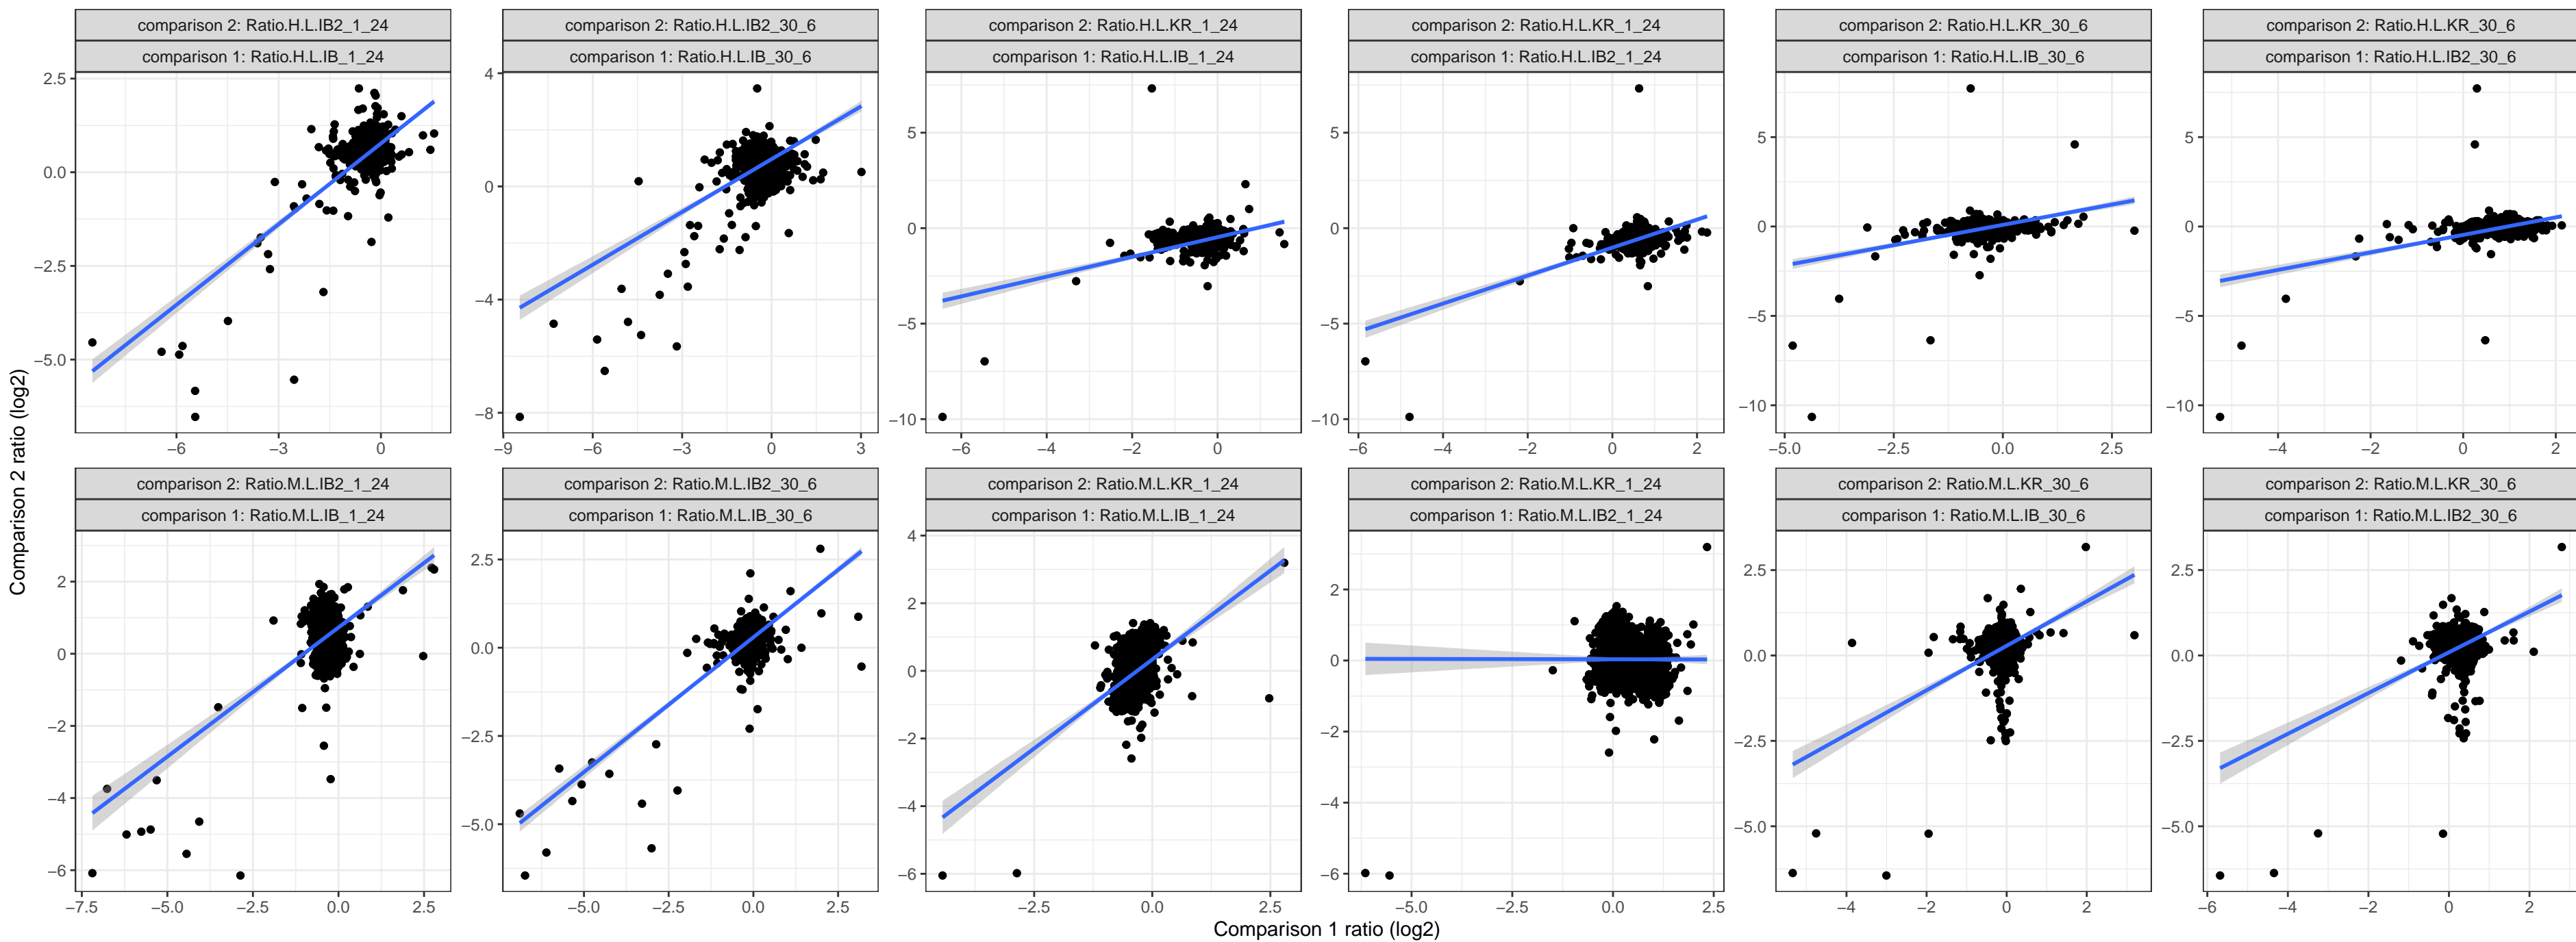 comparison 2: Ratio.H.L.IB2_1_24
comparison 1: Ratio.H.L.IB_1_24
2.5
0.0
−2.5
−5.0
−6 −3 0
comparison 2: Ratio.H.L.IB2_30_6
comparison 1: Ratio.H.L.IB_30_6
4
0
−4
−8
−9 −6 −3 0 3
comparison 2: Ratio.H.L.KR_1_24
comparison 1: Ratio.H.L.IB_1_24
5
0
−5
−10
−6 −4 −2 0
comparison 2: Ratio.H.L.KR_1_24
comparison 1: Ratio.H.L.IB2_1_24
5
0
−5
−10
−6 −4 −2 0 2
comparison 2: Ratio.H.L.KR_30_6
comparison 1: Ratio.H.L.IB_30_6
5
0
−5
−10
−5.0 −2.5 0.0 2.5
comparison 2: Ratio.H.L.KR_30_6
comparison 1: Ratio.H.L.IB2_30_6
5
0
−5
−10
−4 −2 0 2
comparison 2: Ratio.M.L.IB2_1_24
comparison 1: Ratio.M.L.IB_1_24
2
0
−2
−4
−6
−7.5 −5.0 −2.5 0.0 2.5
comparison 2: Ratio.M.L.IB2_30_6
comparison 1: Ratio.M.L.IB_30_6
2.5
0.0
−2.5
−5.0
−5.0 −2.5 0.0 2.5
comparison 2: Ratio.M.L.KR_1_24
comparison 1: Ratio.M.L.IB_1_24
4
2
0
−2
−4
−6
−2.5 0.0 2.5
comparison 2: Ratio.M.L.KR_1_24
comparison 1: Ratio.M.L.IB2_1_24
2
0
−2
−4
−6
−5.0 −2.5 0.0 2.5
comparison 2: Ratio.M.L.KR_30_6
comparison 1: Ratio.M.L.IB_30_6
2.5
0.0
−2.5
−5.0
−4 −2 0 2
comparison 2: Ratio.M.L.KR_30_6
comparison 1: Ratio.M.L.IB2_30_6
2.5
0.0
−2.5
−5.0
−6 −4 −2 0 2
Comparison 2 ratio (log2)
Comparison 1 ratio (log2)